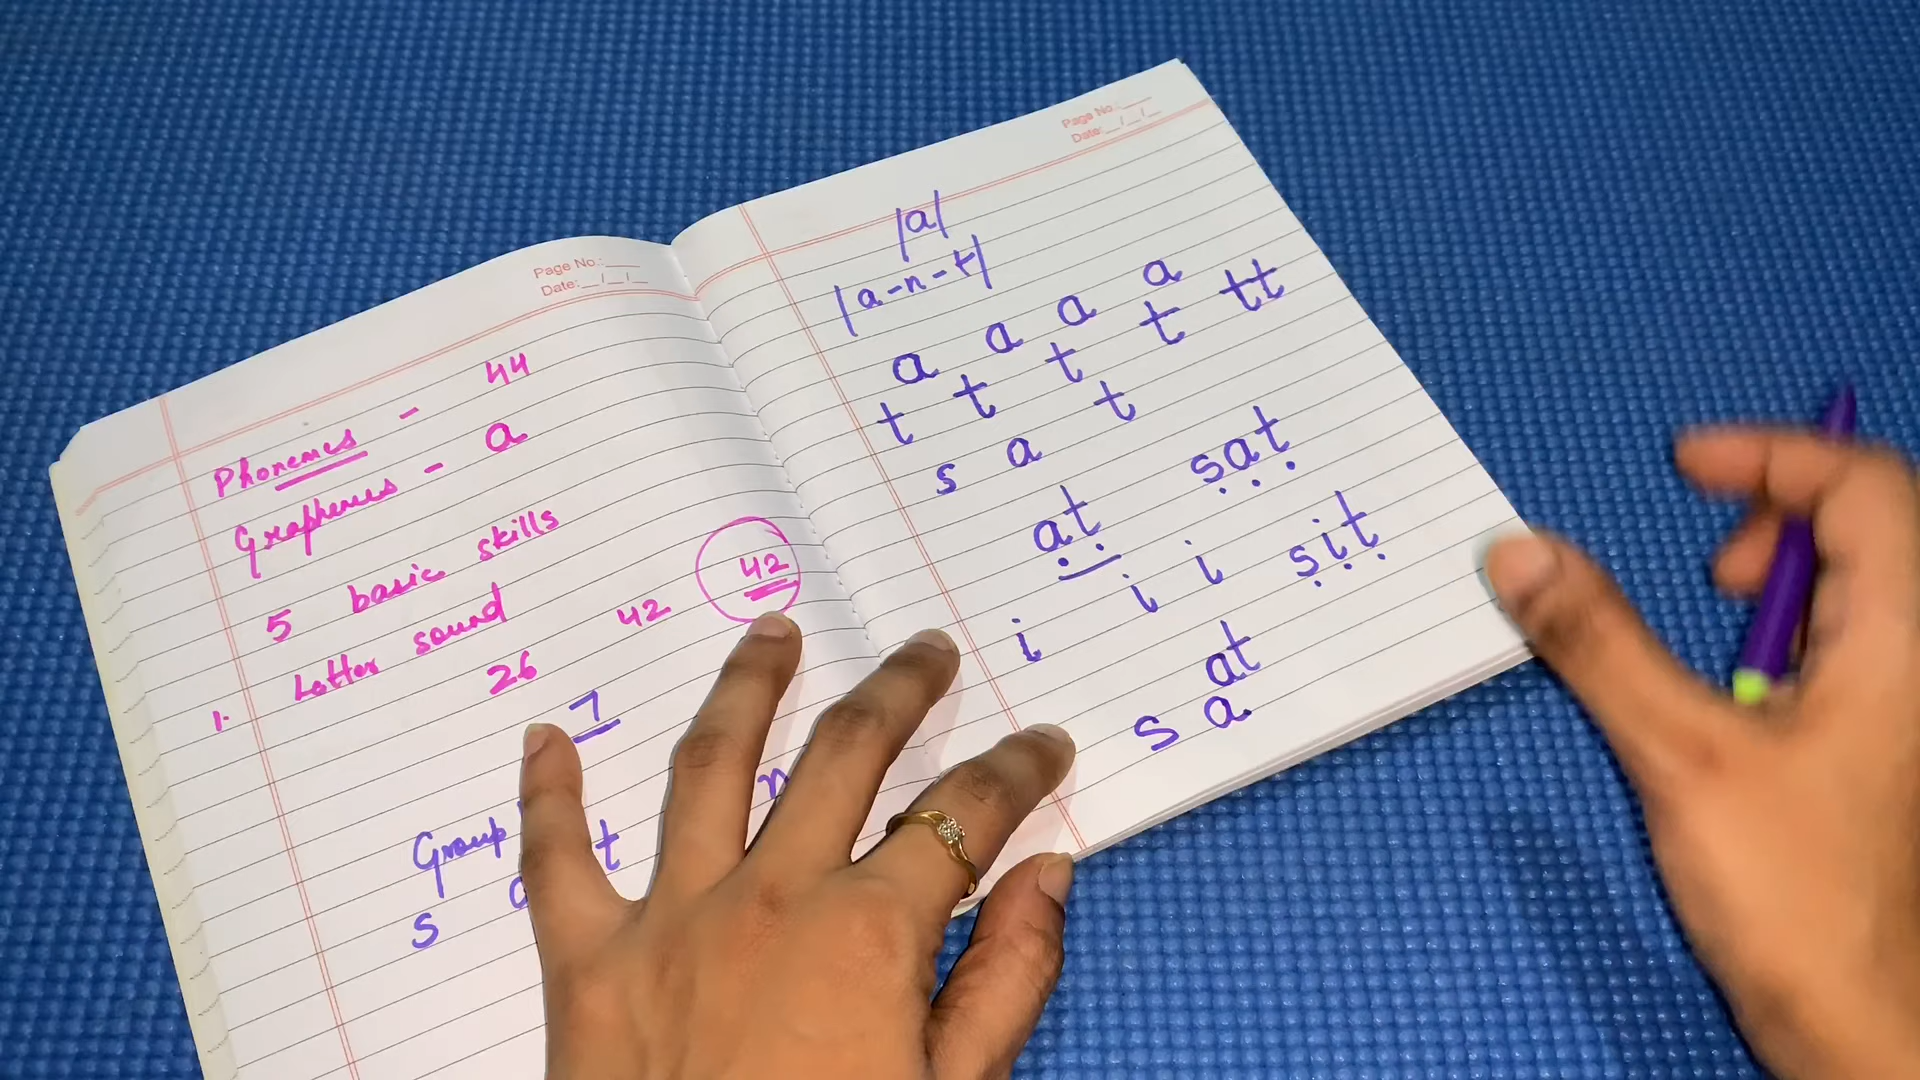 Page No.:
Date: / /
Phonemes - 44
Graphemes - a
5 basic skills
1. Letter sound 42 42
26
7
Group n
s t
Page No.:
Date: / /
/a/
/a-n-t/
a a a a
t t t t tt
s a t
at sat
i i i sit
at
s a